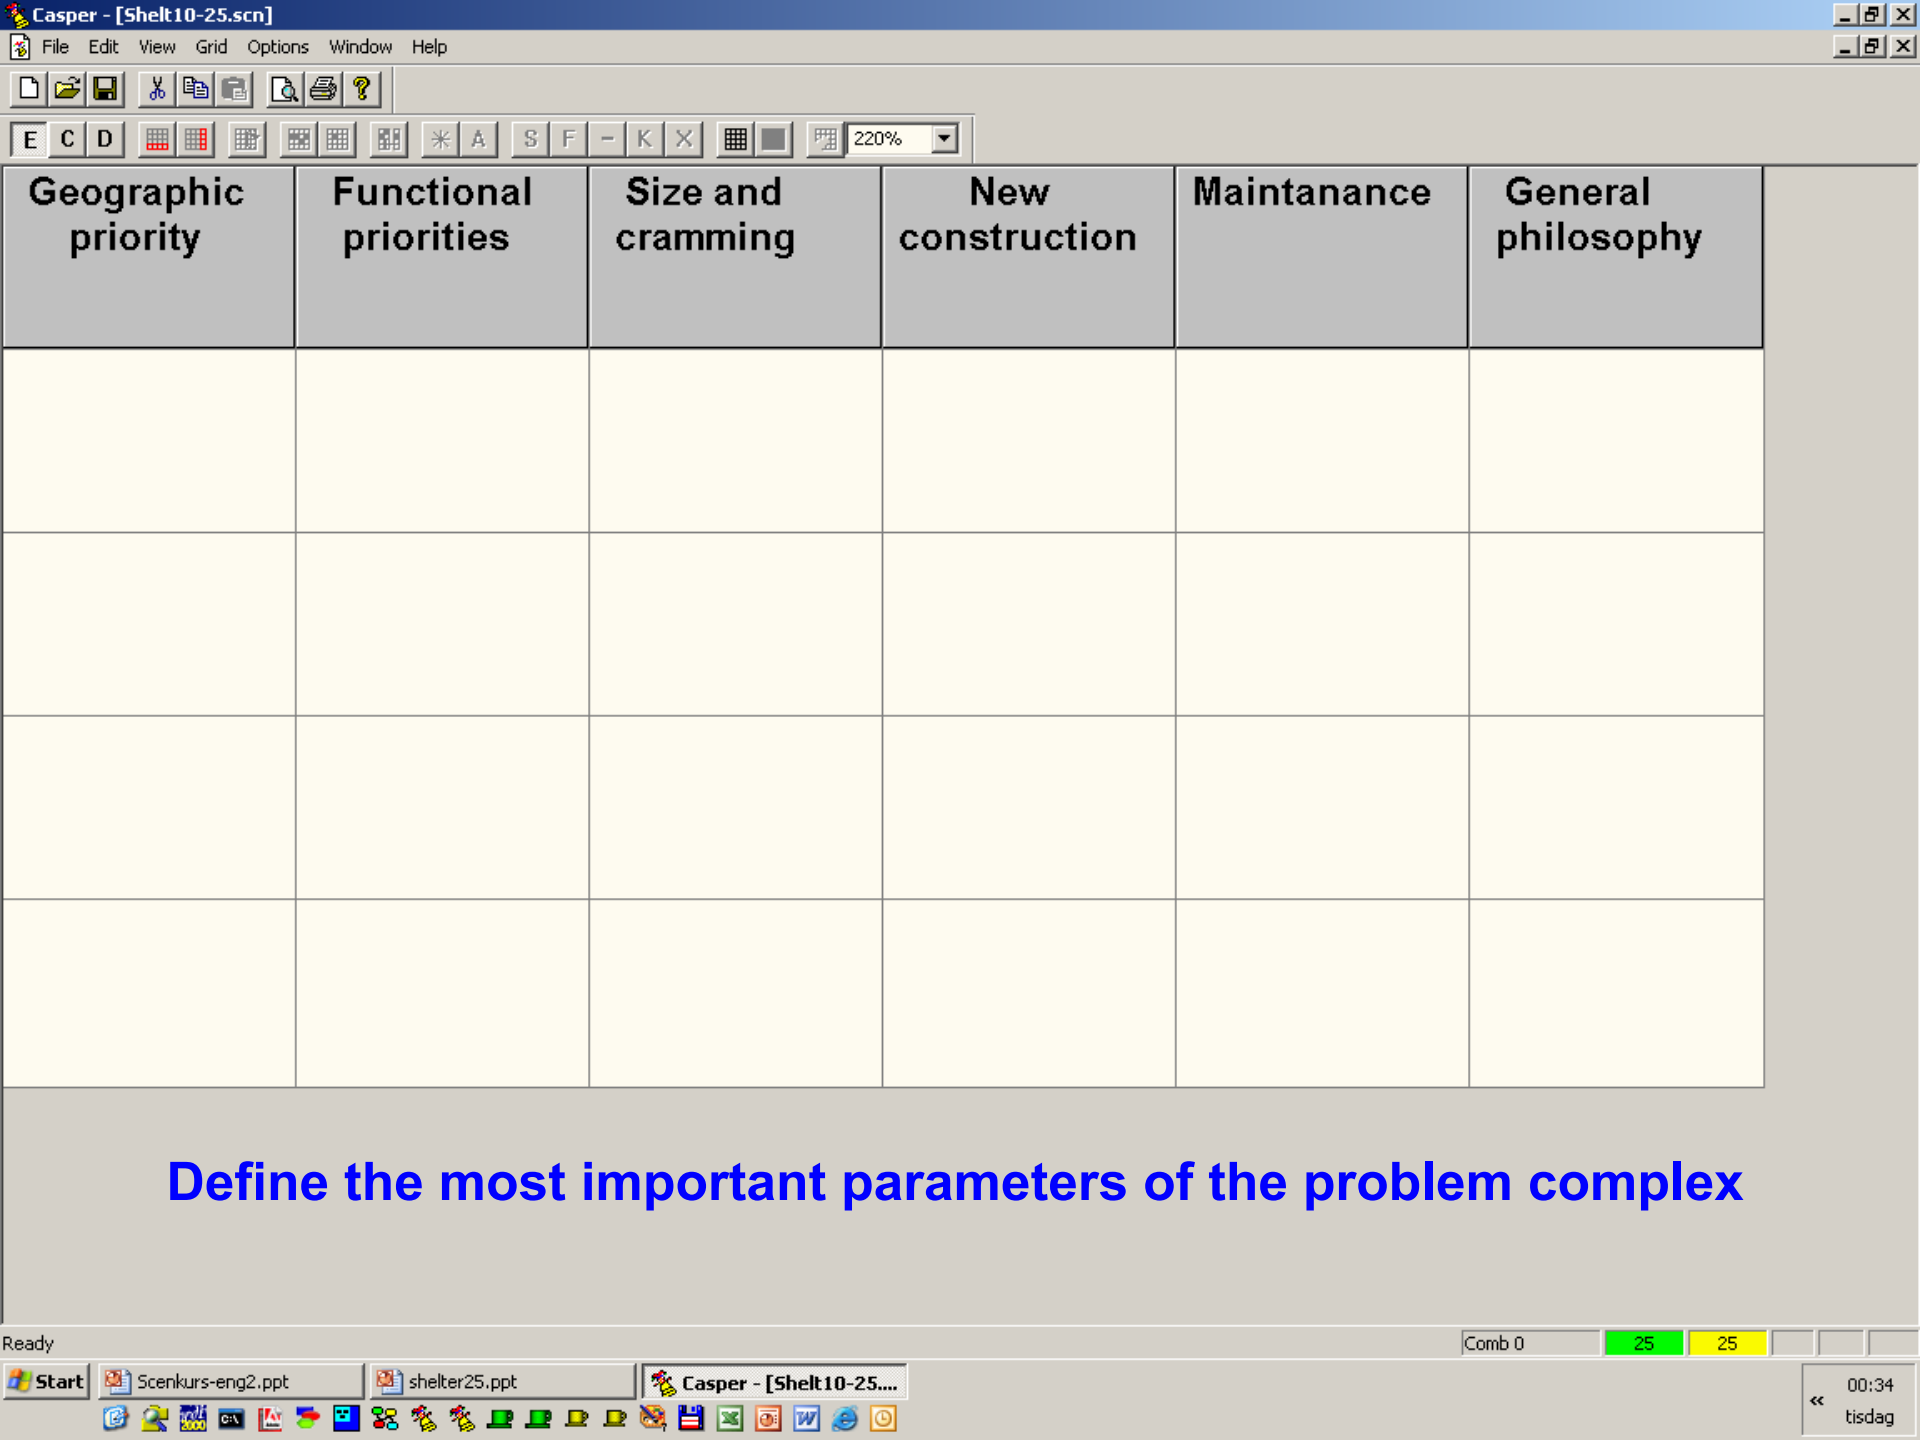 Casper - [Shelt10-25.scn]
File Edit View Grid Options Window Help
E C D A S F - K X 220%
Geographic priority
Functional priorities
Size and cramming
New construction
Maintanance
General philosophy
Define the most important parameters of the problem complex
Ready
Comb 0 25 25
Start Scenkurs-eng2.ppt shelter25.ppt Casper - [Shelt10-25....
00:34
tisdag